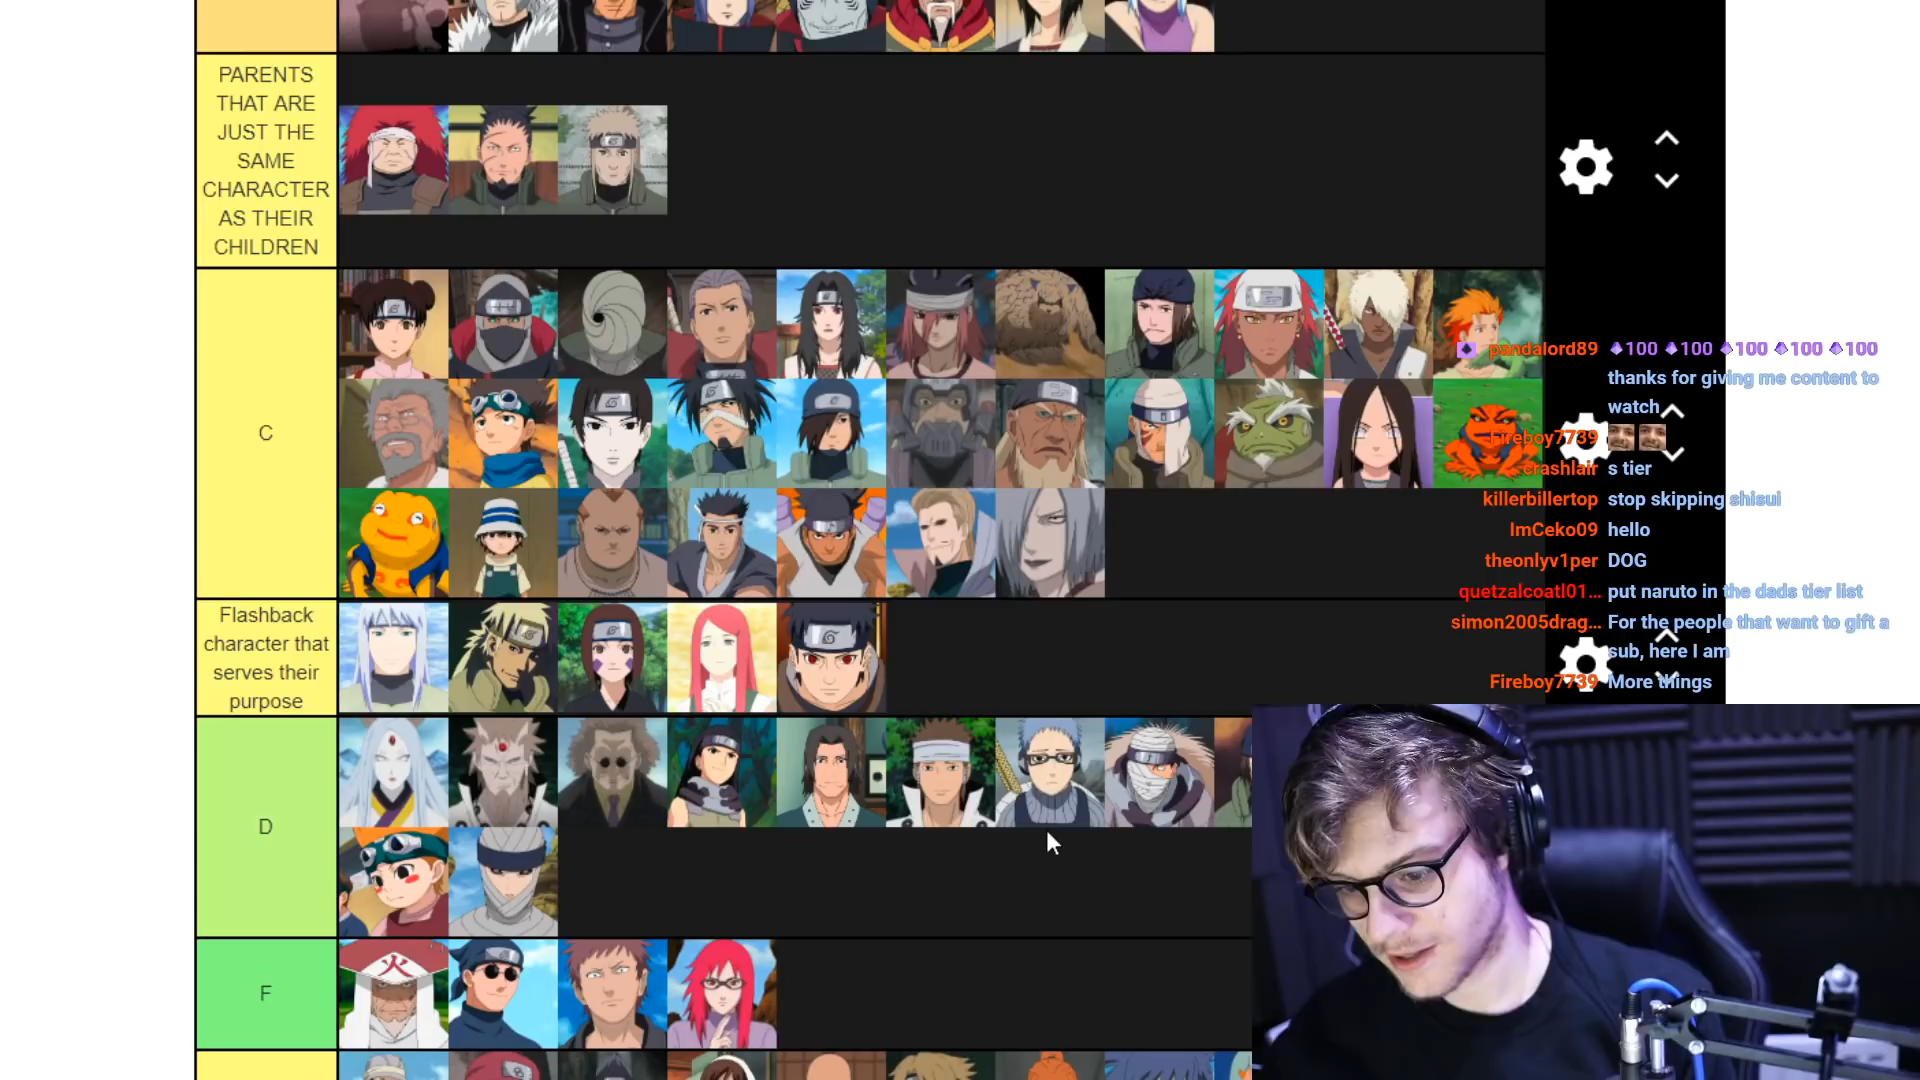 PARENTS
THAT ARE
JUST THE
SAME
CHARACTER
AS THEIR
CHILDREN
C
Flashback
character that
serves their
purpose
D
F
火
pandalord89 100 100 100 100 100
thanks for giving me content to
watch
Fireboy7739
crashlair s tier
killerbillertop stop skipping shisui
ImCeko09 hello
theonlyv1per DOG
quetzalcoatl01… put naruto in the dads tier list
simon2005drag… For the people that want to gift a
sub, here I am
Fireboy7739 More things